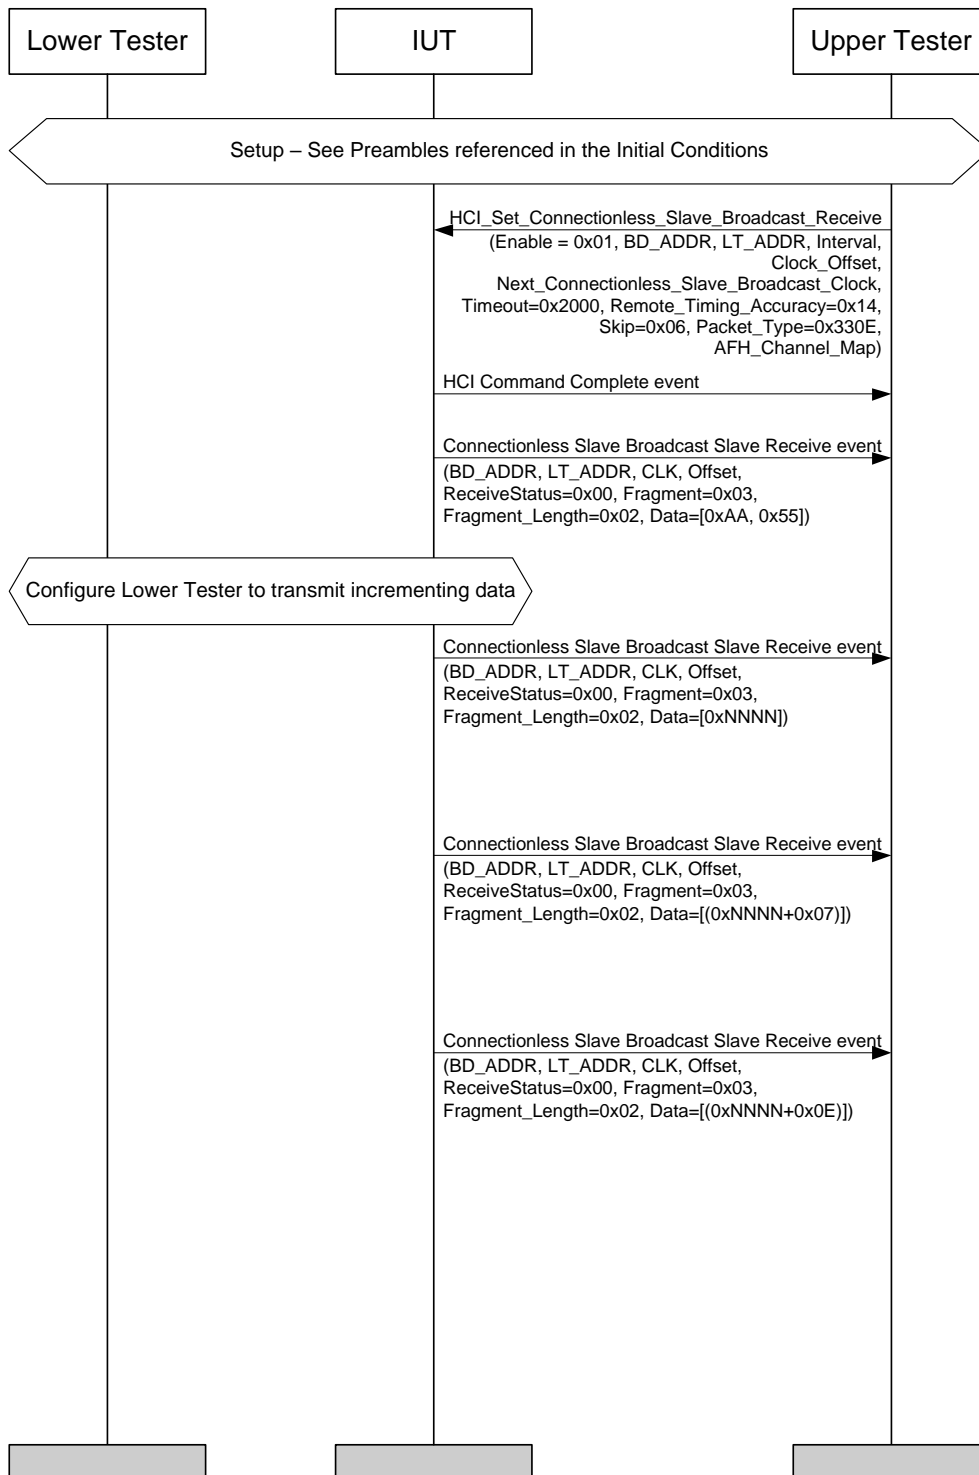 Lower Tester
IUT
Upper Tester
Setup – See Preambles referenced in the Initial Conditions
HCI_Set_Connectionless_Slave_Broadcast_Receive
(Enable = 0x01, BD_ADDR, LT_ADDR, Interval,
Clock_Offset,
Next_Connectionless_Slave_Broadcast_Clock,
Timeout=0x2000, Remote_Timing_Accuracy=0x14,
Skip=0x06, Packet_Type=0x330E,
AFH_Channel_Map)
HCI Command Complete event
Connectionless Slave Broadcast Slave Receive event
(BD_ADDR, LT_ADDR, CLK, Offset,
ReceiveStatus=0x00, Fragment=0x03,
Fragment_Length=0x02, Data=[0xAA, 0x55])
Configure Lower Tester to transmit incrementing data
Connectionless Slave Broadcast Slave Receive event
(BD_ADDR, LT_ADDR, CLK, Offset,
ReceiveStatus=0x00, Fragment=0x03,
Fragment_Length=0x02, Data=[0xNNNN])
Connectionless Slave Broadcast Slave Receive event
(BD_ADDR, LT_ADDR, CLK, Offset,
ReceiveStatus=0x00, Fragment=0x03,
Fragment_Length=0x02, Data=[(0xNNNN+0x07)])
Connectionless Slave Broadcast Slave Receive event
(BD_ADDR, LT_ADDR, CLK, Offset,
ReceiveStatus=0x00, Fragment=0x03,
Fragment_Length=0x02, Data=[(0xNNNN+0x0E)])